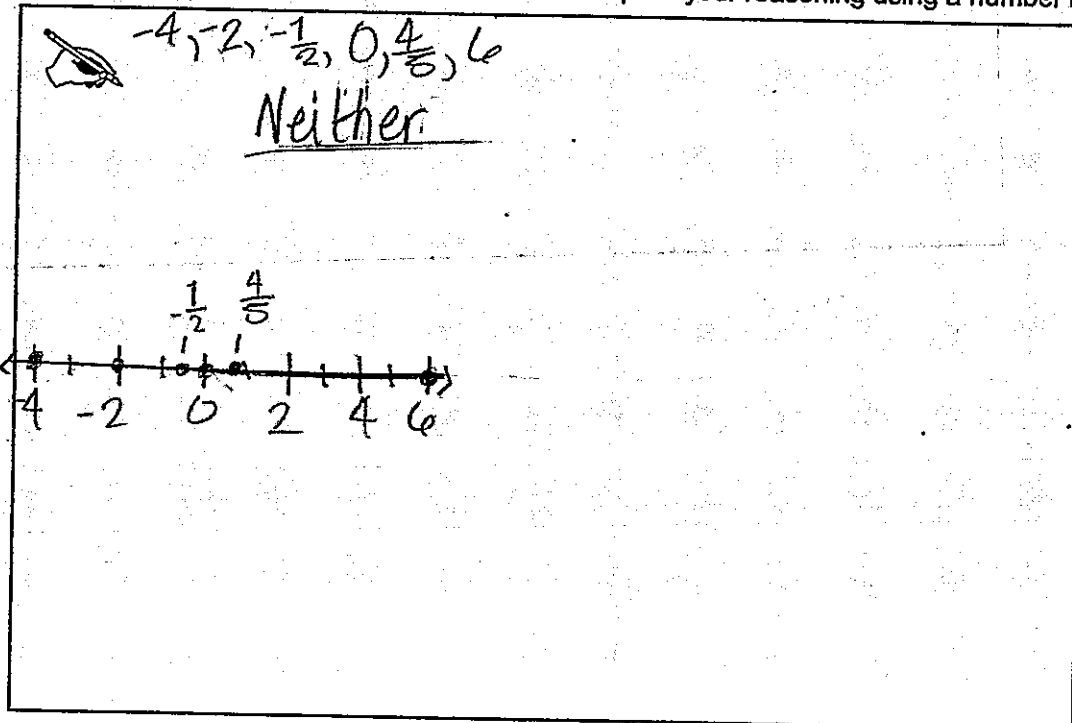 your reasoning using a number
-4, -2, -1/2, 0, 4/5, 6
Neither
-1/2 4/5
-4 -2 0 2 4 6